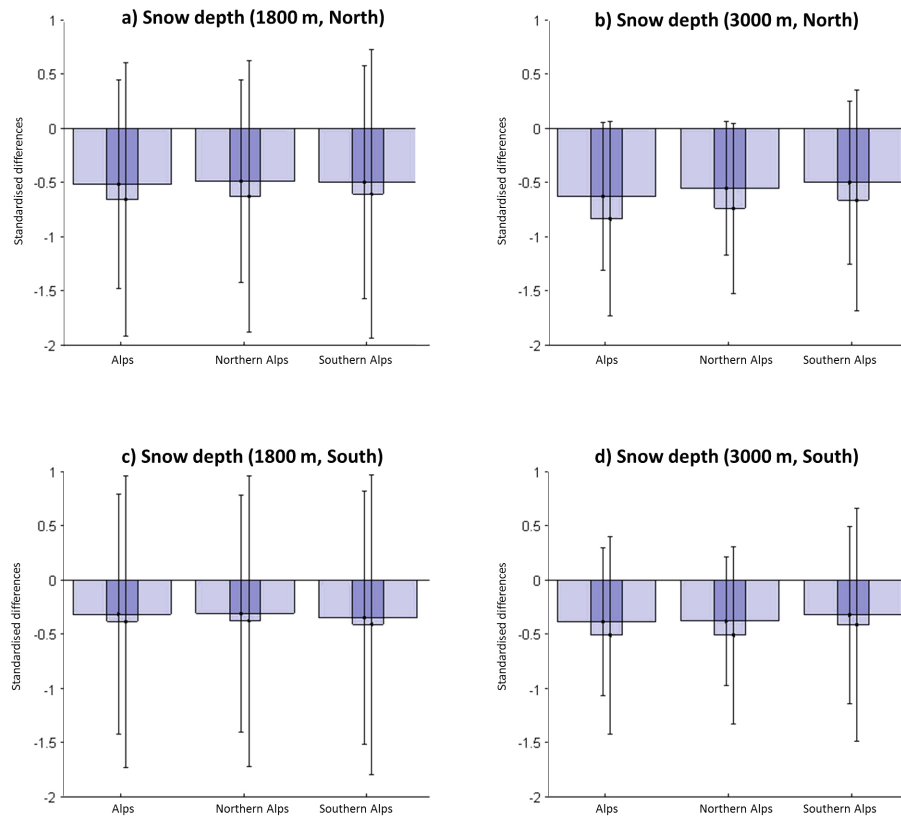 a) Snow depth (1800 m, North)
1
0.5
0
-0.5
-1
-1.5
-2
Standardised differences
Alps Northern Alps Southern Alps
b) Snow depth (3000 m, North)
1
0.5
0
-0.5
-1
-1.5
-2
Standardised differences
Alps Northern Alps Southern Alps
c) Snow depth (1800 m, South)
1
0.5
0
-0.5
-1
-1.5
-2
Standardised differences
Alps Northern Alps Southern Alps
d) Snow depth (3000 m, South)
1
0.5
0
-0.5
-1
-1.5
-2
Standardised differences
Alps Northern Alps Southern Alps